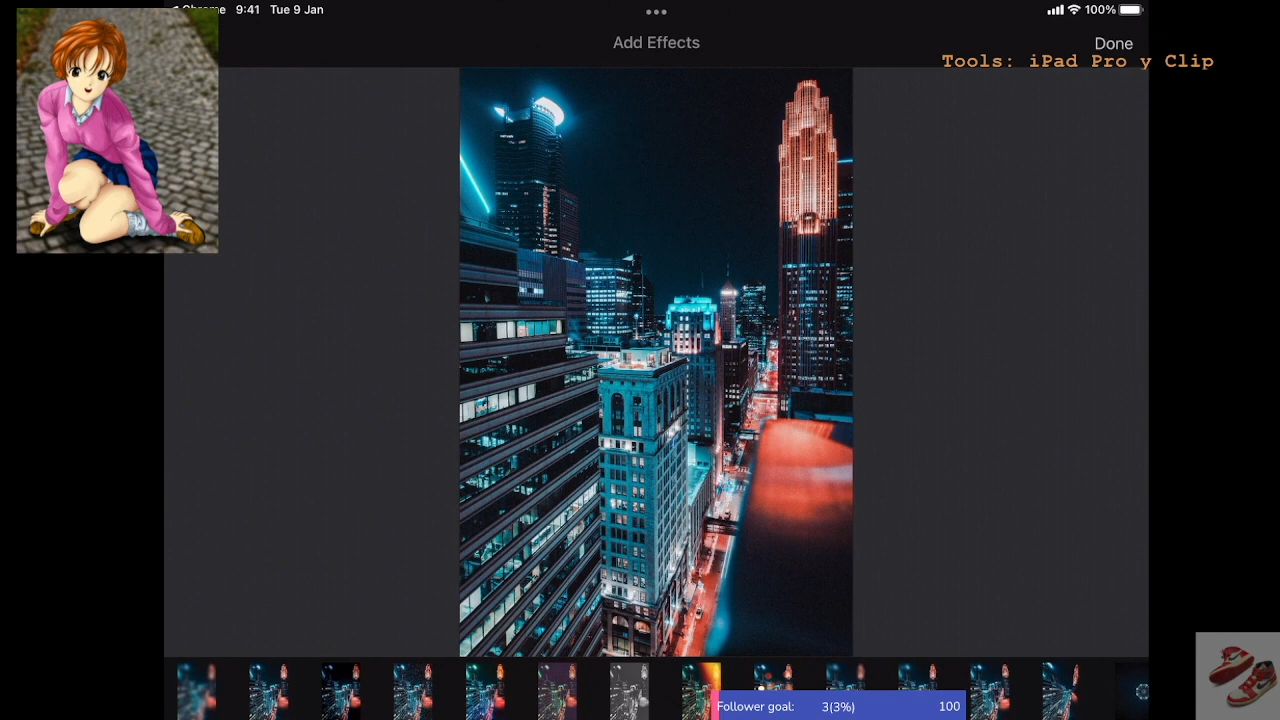 9:41 Tue 9 Jan
100%
Add Effects
Done
Tools: iPad Pro y Clip
Follower goal: 3(3%) 100